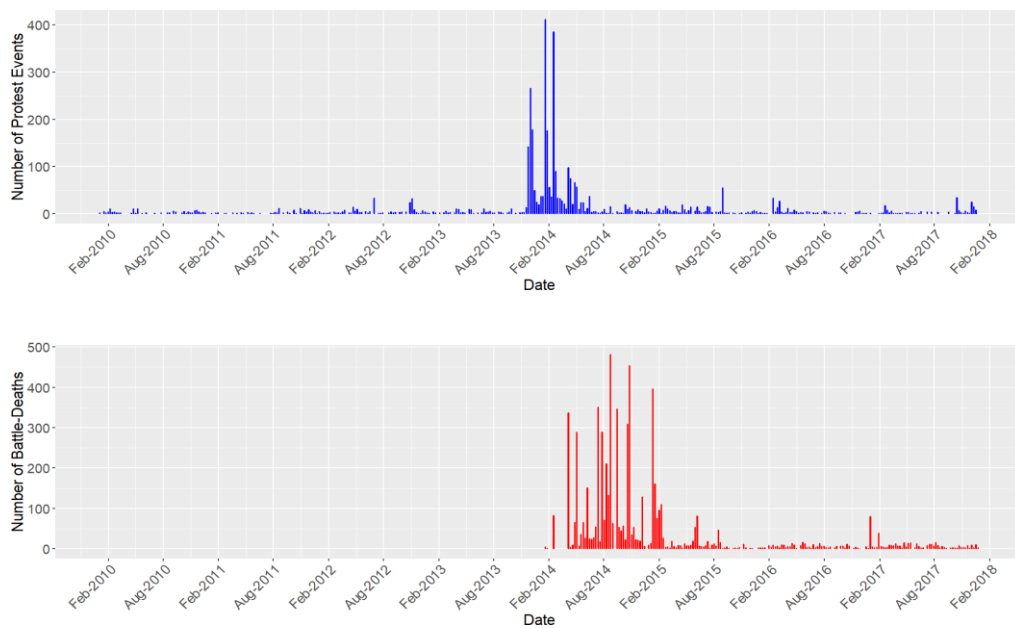 Number of Protest Events
400
300
200
100
0
Feb-2010
Aug-2010
Feb-2011
Aug-2011
Feb-2012
Aug-2012
Feb-2013
Aug-2013
Feb-2014
Aug-2014
Feb-2015
Aug-2015
Feb-2016
Aug-2016
Feb-2017
Aug-2017
Feb-2018
Date
Number of Battle-Deaths
500
400
300
200
100
0
Feb-2010
Aug-2010
Feb-2011
Aug-2011
Feb-2012
Aug-2012
Feb-2013
Aug-2013
Feb-2014
Aug-2014
Feb-2015
Aug-2015
Feb-2016
Aug-2016
Feb-2017
Aug-2017
Feb-2018
Date